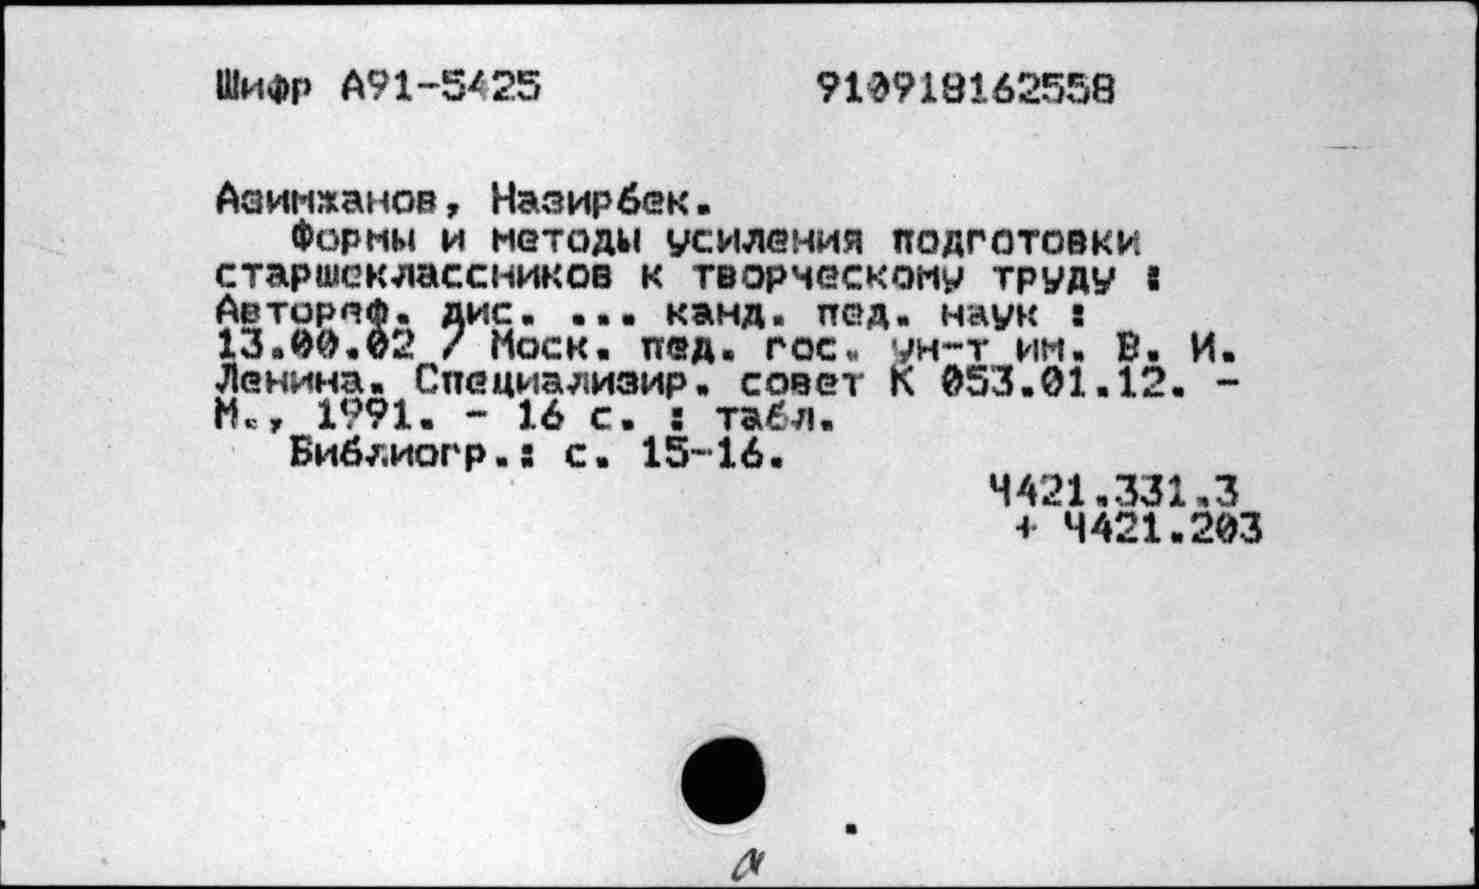 Шифр А91-5425 910918162558
Азимжанов, Назирбек.
Формы и методы усиления подготовки
старшеклассников к творческому труду :
Автореф. дис. ... канд. пед. наук :
13.00.02 / Моск. пед. гос. ун-т им. В. И.
Ленина. Специализир. совет К 053.01.12. -
М., 1991. - 16 с. : табл.
Библиогр.: с. 15-16.
Ч421.331.3
+ Ч421.203